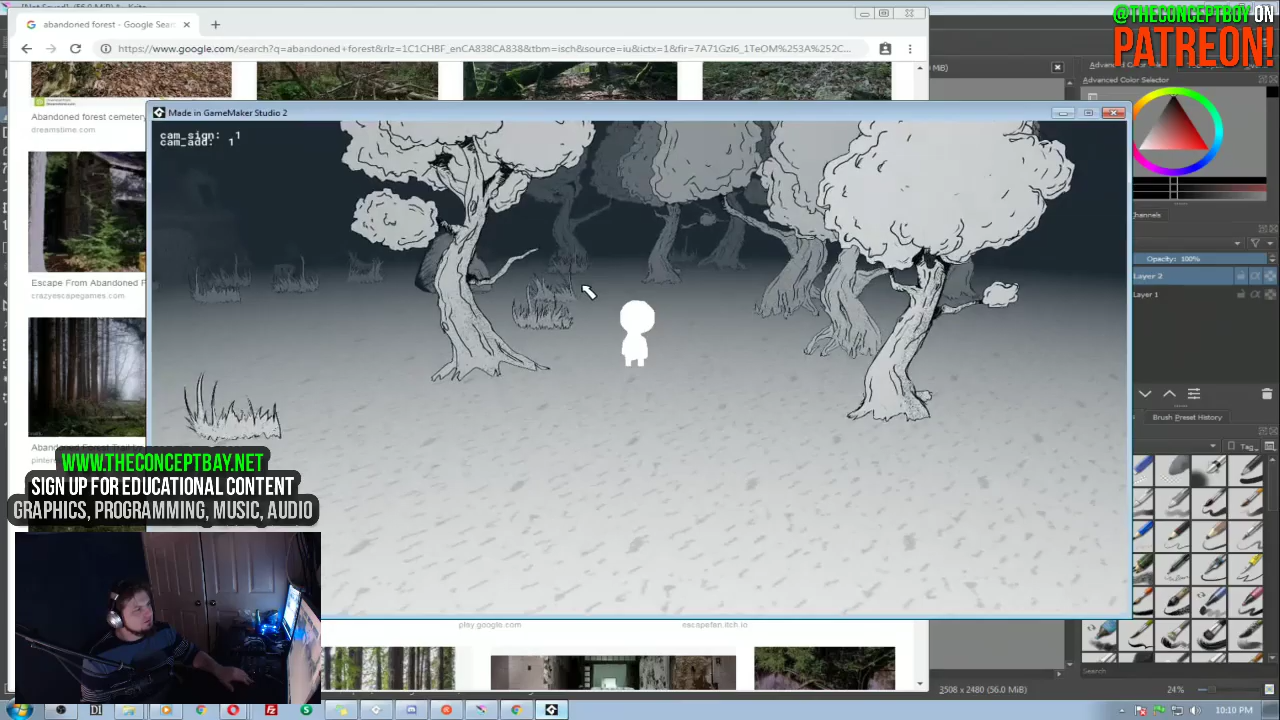 @THECONCEPTBOY ON
PATREON!
abandoned forest - Google Sear
https://www.google.com/search?q=abandoned+forest&rlz=1C1CHBF_enCA838CA838&tbm=isch&source=iu&ictx=1&fir=7A71GzI6_1TeOM%253A%252C...
Advanced Color Selector
Abandoned forest cemetery
dreamstime.com
Made in GameMaker Studio 2
cam_sign: 1
cam_add: 1
Opacity: 100%
Layer 2
Layer 1
Escape From Abandoned F
crazyescapegames.com
Brush Preset History
Tag
WWW.THECONCEPTBAY.NET
SIGN UP FOR EDUCATIONAL CONTENT
GRAPHICS, PROGRAMMING, MUSIC, AUDIO
play.google.com
escapefan.itch.io
Search
3508 x 2480 (56.0 MiB)
24%
10:10 PM